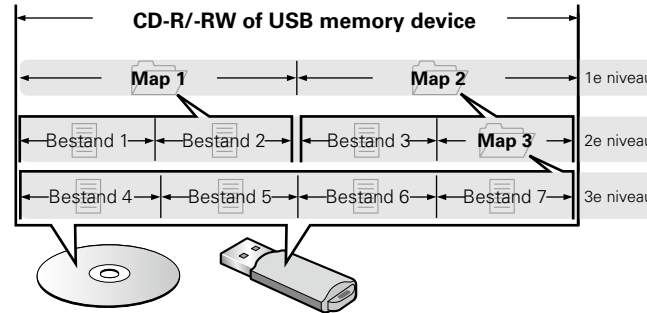 CD-R/-RW of USB memory device
Map 1 Map 2 1e niveau
Bestand 1 Bestand 2 Bestand 3 Map 3 2e niveau
Bestand 4 Bestand 5 Bestand 6 Bestand 7 3e niveau